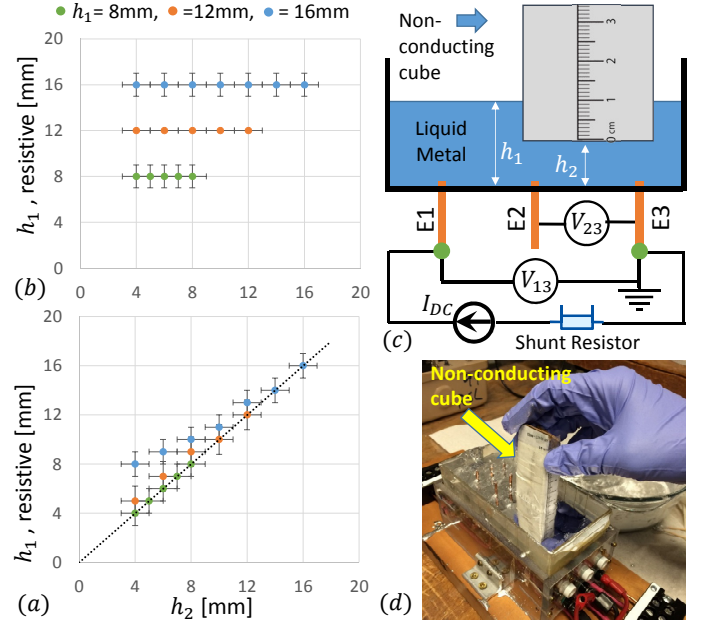 h₁= 8mm, =12mm, = 16mm
h₁ , resistive [mm]
20
16
12
8
4
0
0 4 8 12 16 20
(b)
h₁ , resistive [mm]
20
16
12
8
4
0
0 4 8 12 16 20
(a)
h₂ [mm]
Non-
conducting
cube
3
2
1
0 cm
Liquid
Metal
h₁
h₂
E1
E2
E3
V₂₃
V₁₃
I_DC
Shunt Resistor
(c)
Non-conducting
cube
(d)